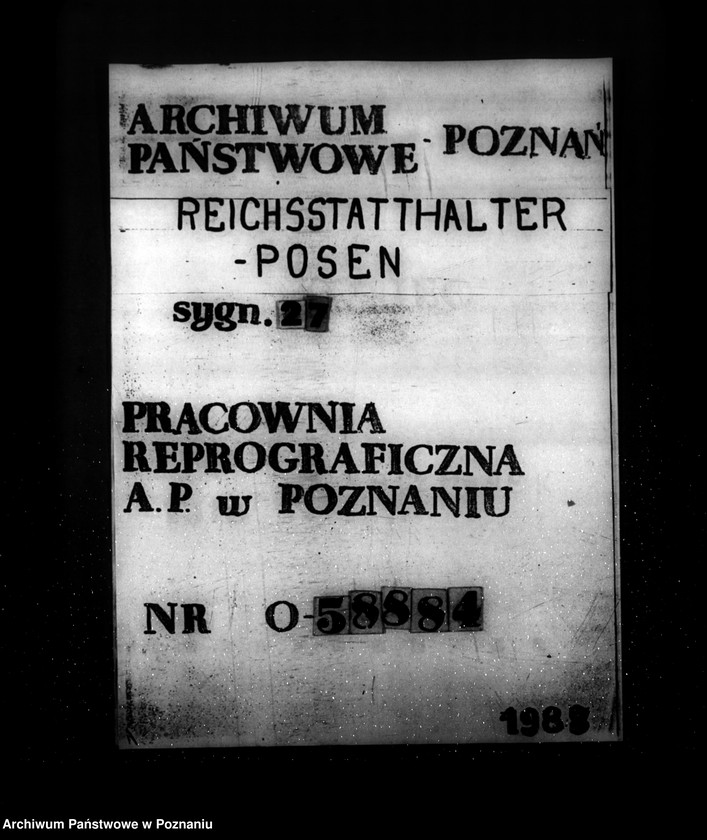 ARCHIWUM
PAŃSTWOWE - POZNAŃ
REICHSSTATTHALTER
-POSEN
sygn. 27
PRACOWNIA
REPROGRAFICZNA
A.P. w POZNANIU
NR O-58884
1988
Archiwum Państwowe w Poznaniu